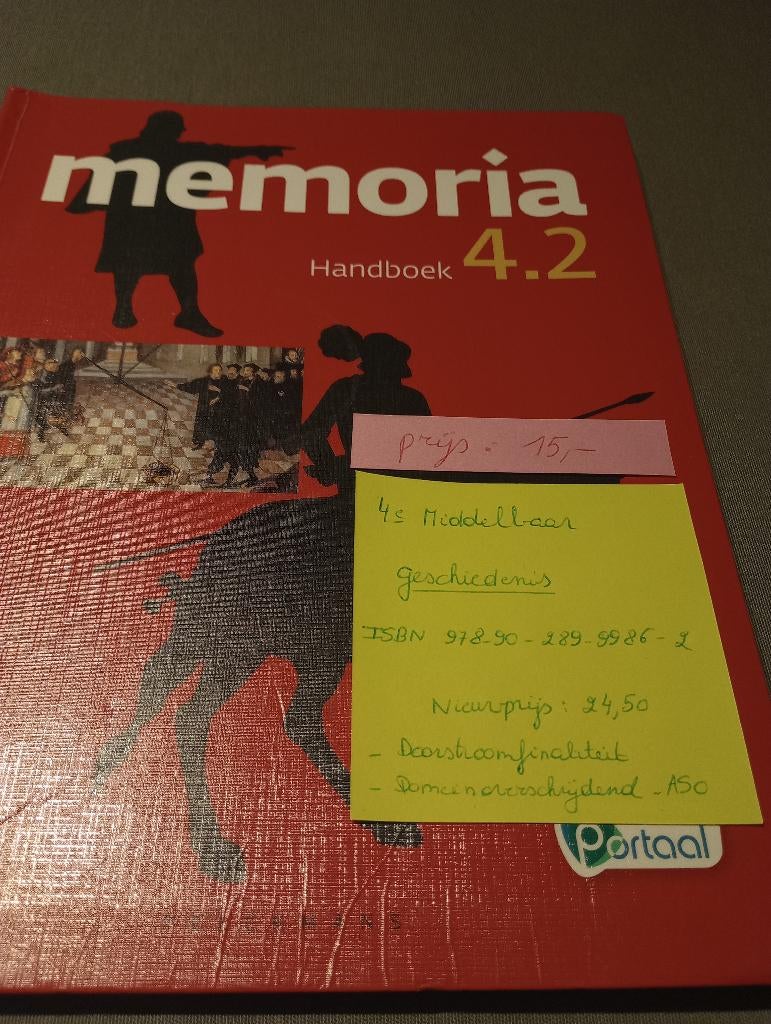 memoria
Handboek 4.2
prijs : 15,-
4e Middelbaar
geschiedenis
ISBN 978-90-289-9986-2
Nieuwprijs : 24,50
- Doorstroomfinaliteit
- Domeinoverschrijdend - ASO
Portaal
PELCKMANS